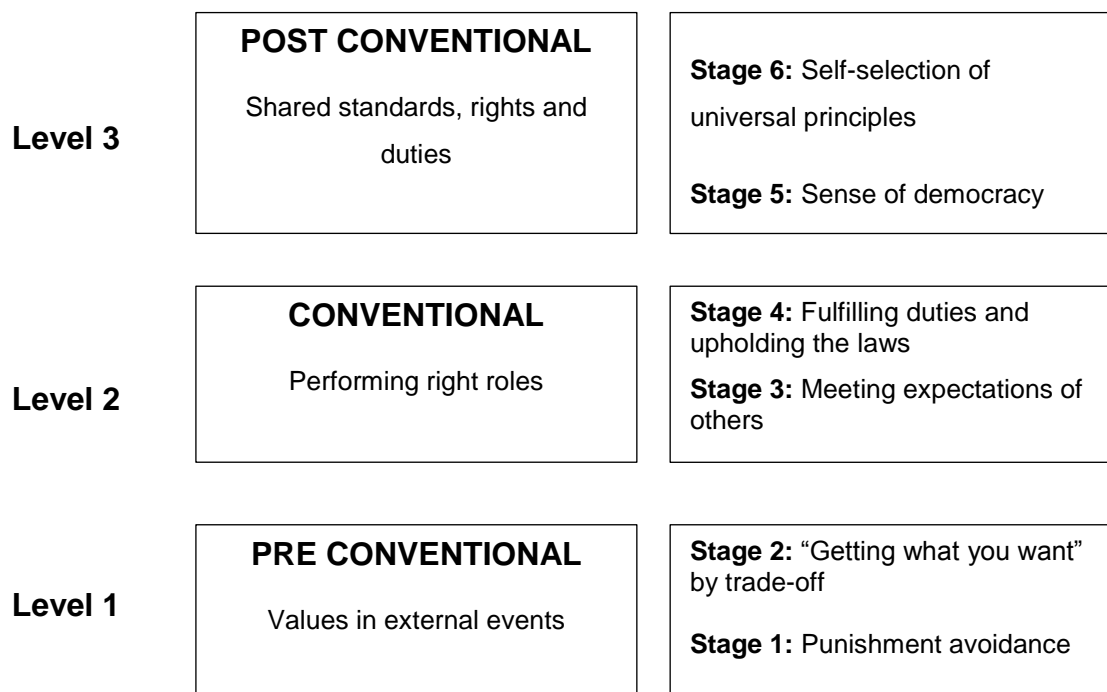 Level 3
POST CONVENTIONAL
Shared standards, rights and
duties
Stage 6: Self-selection of
universal principles
Stage 5: Sense of democracy
Level 2
CONVENTIONAL
Performing right roles
Stage 4: Fulfilling duties and
upholding the laws
Stage 3: Meeting expectations of
others
Level 1
PRE CONVENTIONAL
Values in external events
Stage 2: “Getting what you want”
by trade-off
Stage 1: Punishment avoidance